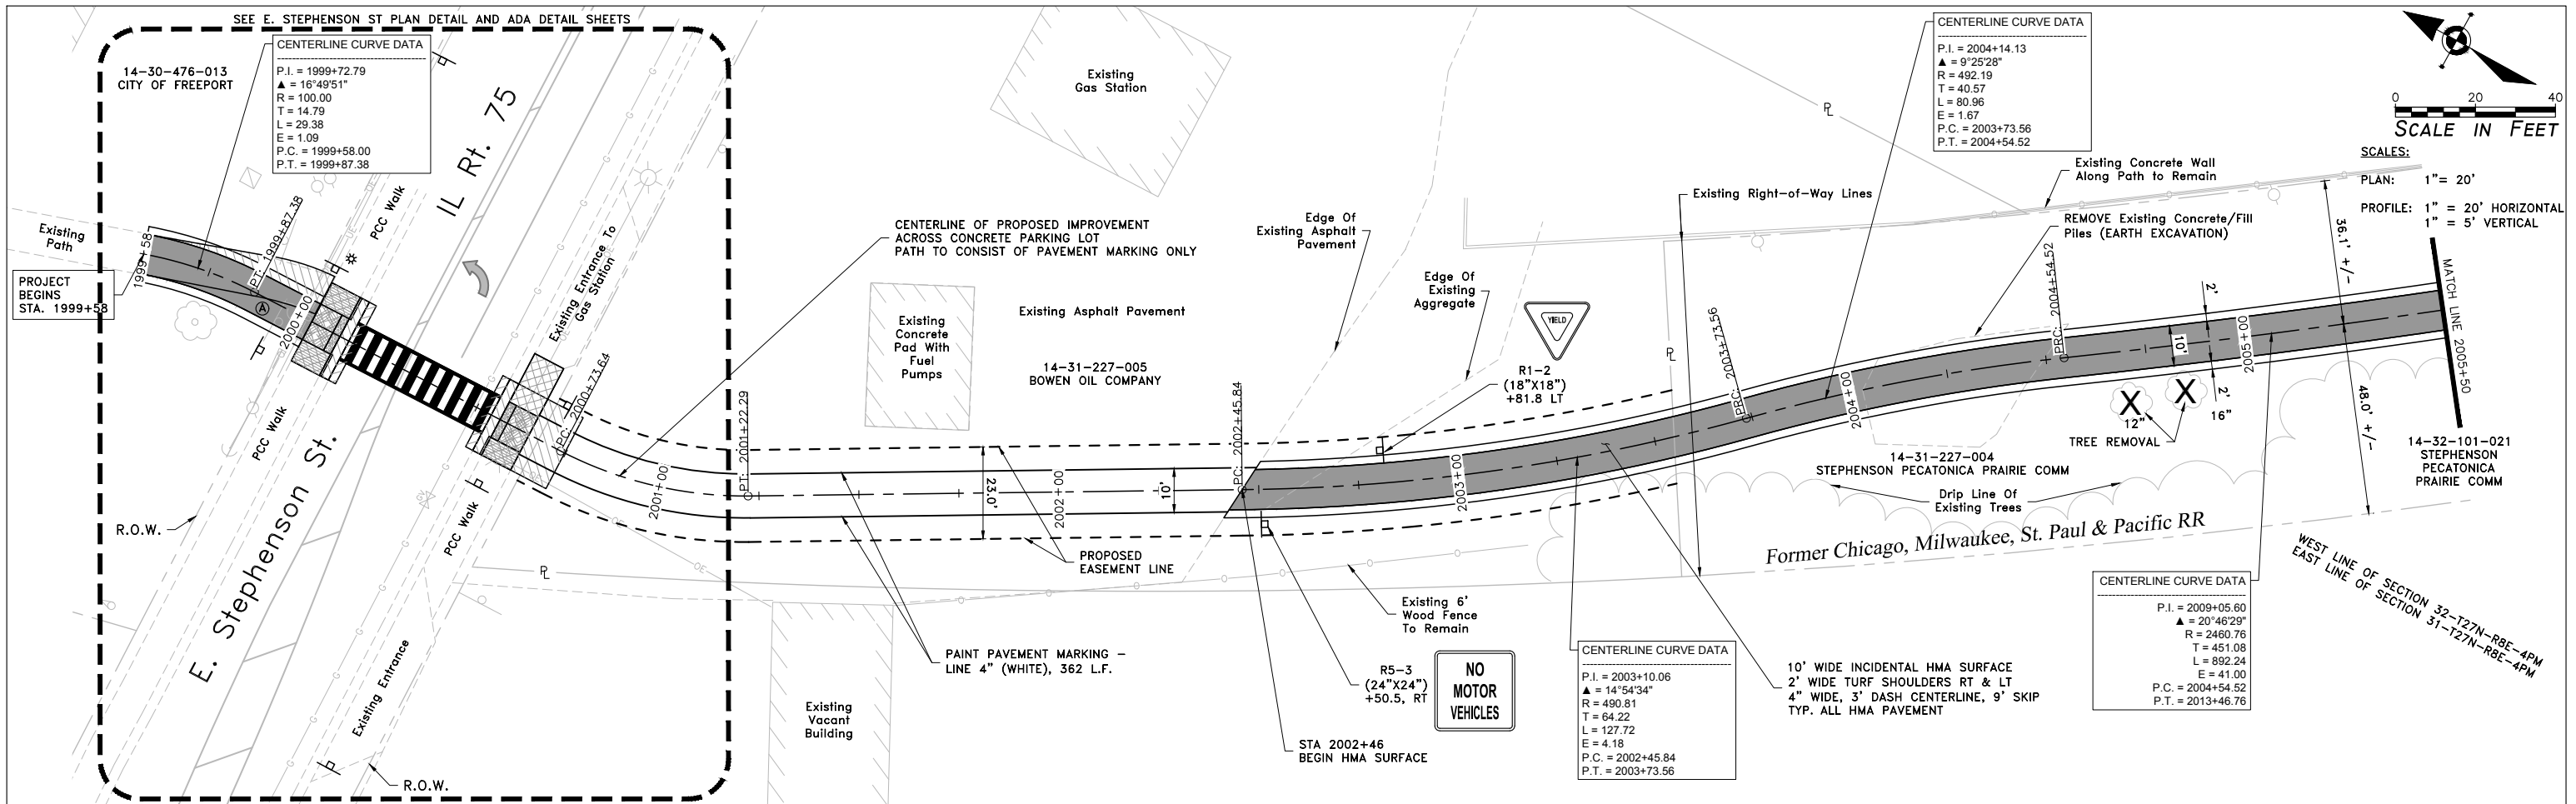 SEE E. STEPHENSON ST PLAN DETAIL AND ADA DETAIL SHEETS
14-30-476-013
CITY OF FREEPORT
CENTERLINE CURVE DATA
P.I. = 1999+72.79
▲ = 16°49'51"
R = 100.00
T = 14.79
L = 29.38
E = 1.09
P.C. = 1999+58.00
P.T. = 1999+87.38
Existing
Path
PROJECT
BEGINS
STA. 1999+58
1999+58
PT: 1999+87.38
A
2000+00
PCC Walk
IL Rt. 75
Existing Entrance To
Gas Station
PC: 2000+73.64
PCC Walk
E. Stephenson St.
PCC Walk
R.O.W.
Existing Entrance
R.O.W.
2001+00
PT: 2001+22.29
CENTERLINE OF PROPOSED IMPROVEMENT
ACROSS CONCRETE PARKING LOT
PATH TO CONSIST OF PAVEMENT MARKING ONLY
Existing
Gas Station
Existing
Concrete
Pad With
Fuel
Pumps
Existing Asphalt Pavement
14-31-227-005
BOWEN OIL COMPANY
23.0'
2002+00
10'
PC: 2002+45.84
PROPOSED
EASEMENT LINE
PAINT PAVEMENT MARKING –
LINE 4" (WHITE), 362 L.F.
PL
Existing
Vacant
Building
Edge Of
Existing Asphalt
Pavement
Edge Of
Existing
Aggregate
YIELD
R1-2
(18"X18")
+81.8 LT
Existing 6'
Wood Fence
To Remain
R5-3
(24"X24")
+50.5, RT
NO
MOTOR
VEHICLES
STA 2002+46
BEGIN HMA SURFACE
2003+00
CENTERLINE CURVE DATA
P.I. = 2003+10.06
▲ = 14°54'34"
R = 490.81
T = 64.22
L = 127.72
E = 4.18
P.C. = 2002+45.84
P.T. = 2003+73.56
10' WIDE INCIDENTAL HMA SURFACE
2' WIDE TURF SHOULDERS RT & LT
4" WIDE, 3' DASH CENTERLINE, 9' SKIP
TYP. ALL HMA PAVEMENT
Existing Right-of-Way Lines
PL
PL
PRC: 2003+73.56
2004+00
CENTERLINE CURVE DATA
P.I. = 2004+14.13
▲ = 9°25'28"
R = 492.19
T = 40.57
L = 80.96
E = 1.67
P.C. = 2003+73.56
P.T. = 2004+54.52
Existing Concrete Wall
Along Path to Remain
REMOVE Existing Concrete/Fill
Piles (EARTH EXCAVATION)
PRC: 2004+54.52
10'
2'
2'
2005+00
36.1' +/-
48.0' +/-
X
X
12"
16"
TREE REMOVAL
14-31-227-004
STEPHENSON PECATONICA PRAIRIE COMM
Drip Line Of
Existing Trees
Former Chicago, Milwaukee, St. Paul & Pacific RR
CENTERLINE CURVE DATA
P.I. = 2009+05.60
▲ = 20°46'29"
R = 2460.76
T = 451.08
L = 892.24
E = 41.00
P.C. = 2004+54.52
P.T. = 2013+46.76
0 20 40
SCALE IN FEET
SCALES:
PLAN: 1"= 20'
PROFILE: 1" = 20' HORIZONTAL
1" = 5' VERTICAL
MATCH LINE 2005+50
14-32-101-021
STEPHENSON
PECATONICA
PRAIRIE COMM
WEST LINE OF SECTION 32-T27N-R8E-4PM
EAST LINE OF SECTION 31-T27N-R8E-4PM